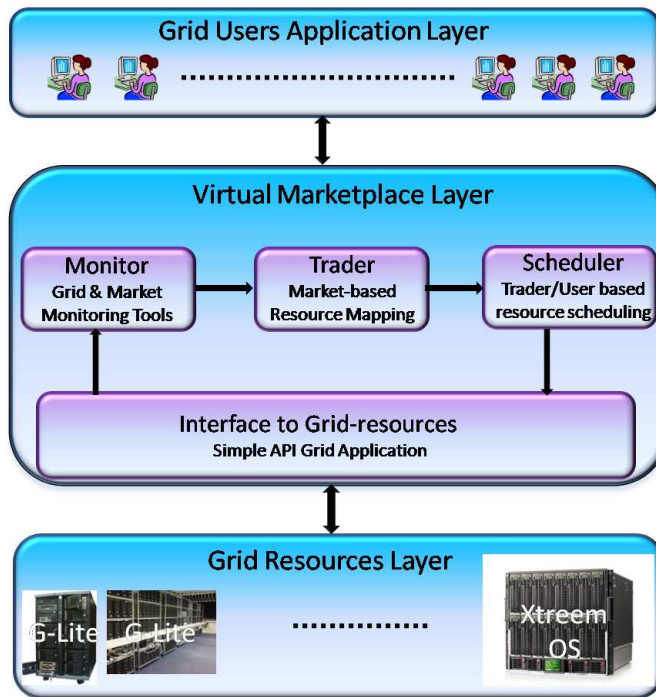 Grid Users Application Layer
Virtual Marketplace Layer
Monitor
Grid & Market
Monitoring Tools
Trader
Market-based
Resource Mapping
Scheduler
Trader/User based
resource scheduling
Interface to Grid-resources
Simple API Grid Application
Grid Resources Layer
G-Lite
G-Lite
Xtreem
OS